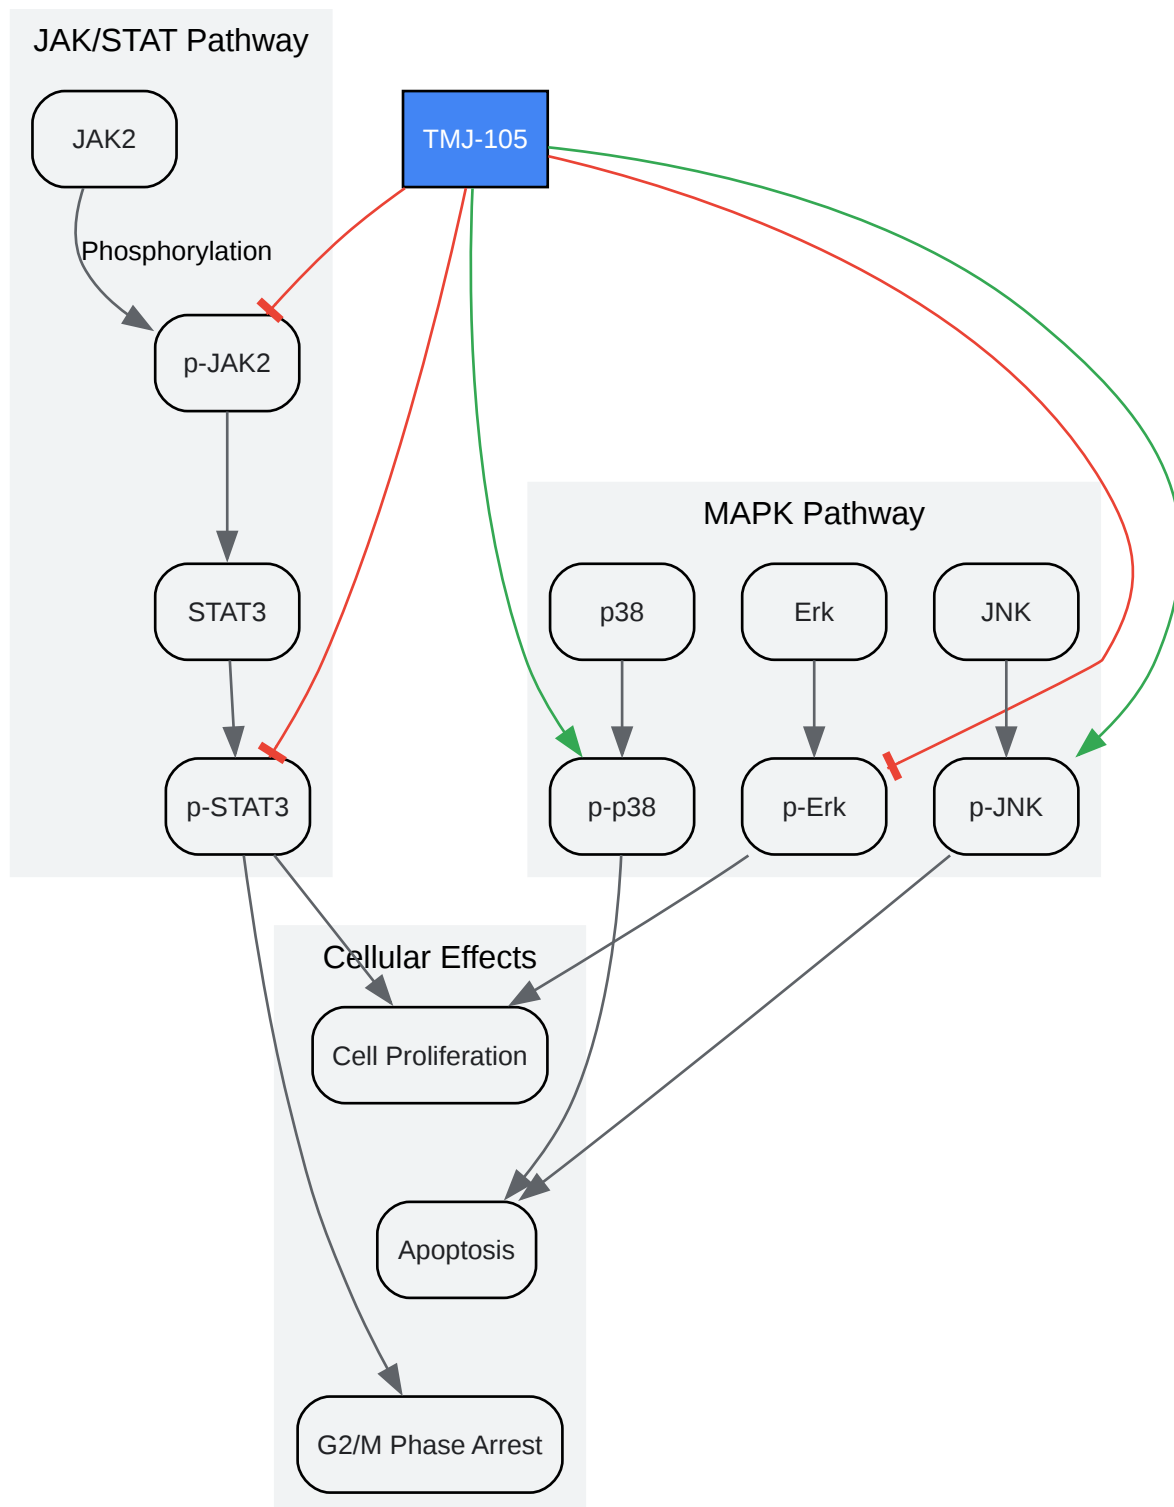 JAK/STAT Pathway
JAK2
TMJ-105
Phosphorylation
p-JAK2
MAPK Pathway
STAT3
p38
Erk
JNK
p-STAT3
p-p38
p-Erk
p-JNK
Cellular Effects
Cell Proliferation
Apoptosis
G2/M Phase Arrest